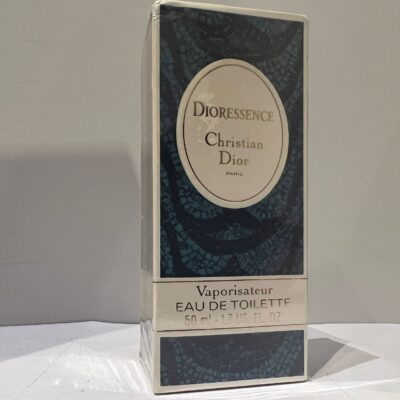 DIORESSENCE
Christian
Dior
PARIS
Vaporisateur
EAU DE TOILETTE
50 ml - 1.7 US. FL. OZ.